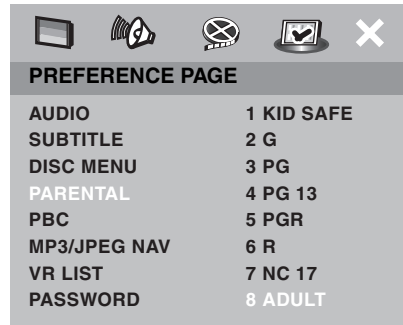 PREFERENCE PAGE
AUDIO 1 KID SAFE
SUBTITLE 2 G
DISC MENU 3 PG
PARENTAL 4 PG 13
PBC 5 PGR
MP3/JPEG NAV 6 R
VR LIST 7 NC 17
PASSWORD 8 ADULT